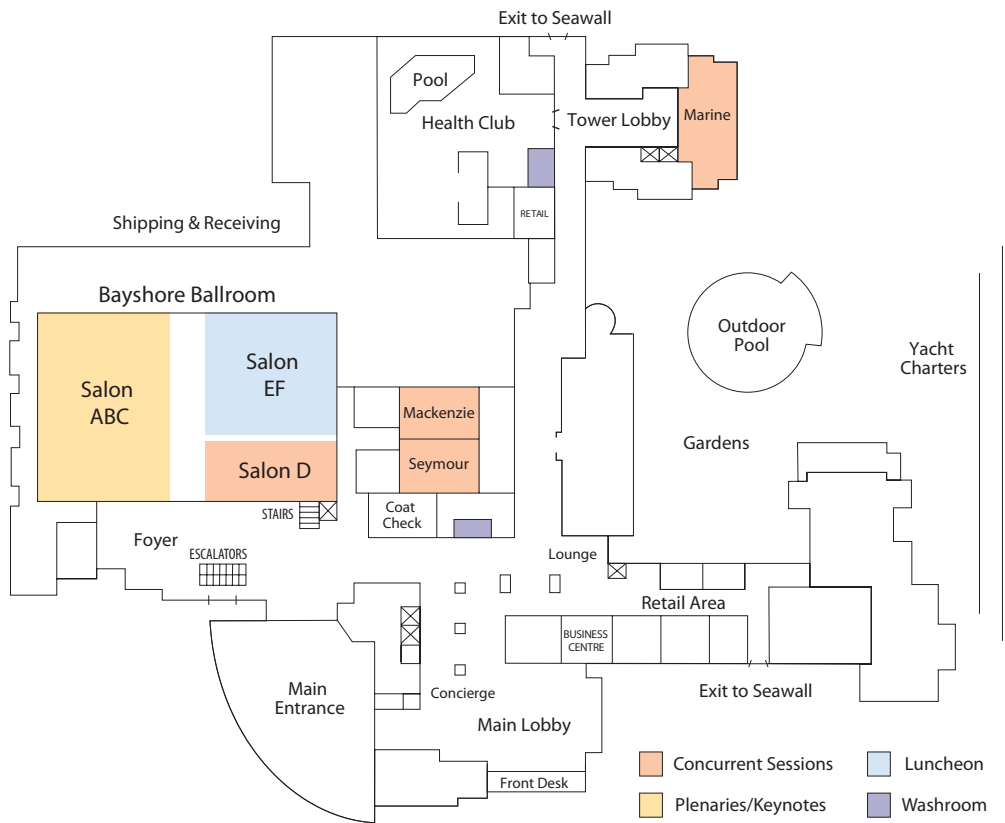 Exit to Seawall
Pool
Health Club
Tower Lobby
Marine
RETAIL
Shipping & Receiving
Bayshore Ballroom
Outdoor
Pool
Yacht
Charters
Salon
ABC
Salon
EF
Mackenzie
Gardens
Salon D
Seymour
STAIRS
Coat
Check
Foyer
ESCALATORS
Lounge
Retail Area
BUSINESS
CENTRE
Main
Entrance
Concierge
Exit to Seawall
Main Lobby
Front Desk
Concurrent Sessions
Luncheon
Plenaries/Keynotes
Washroom